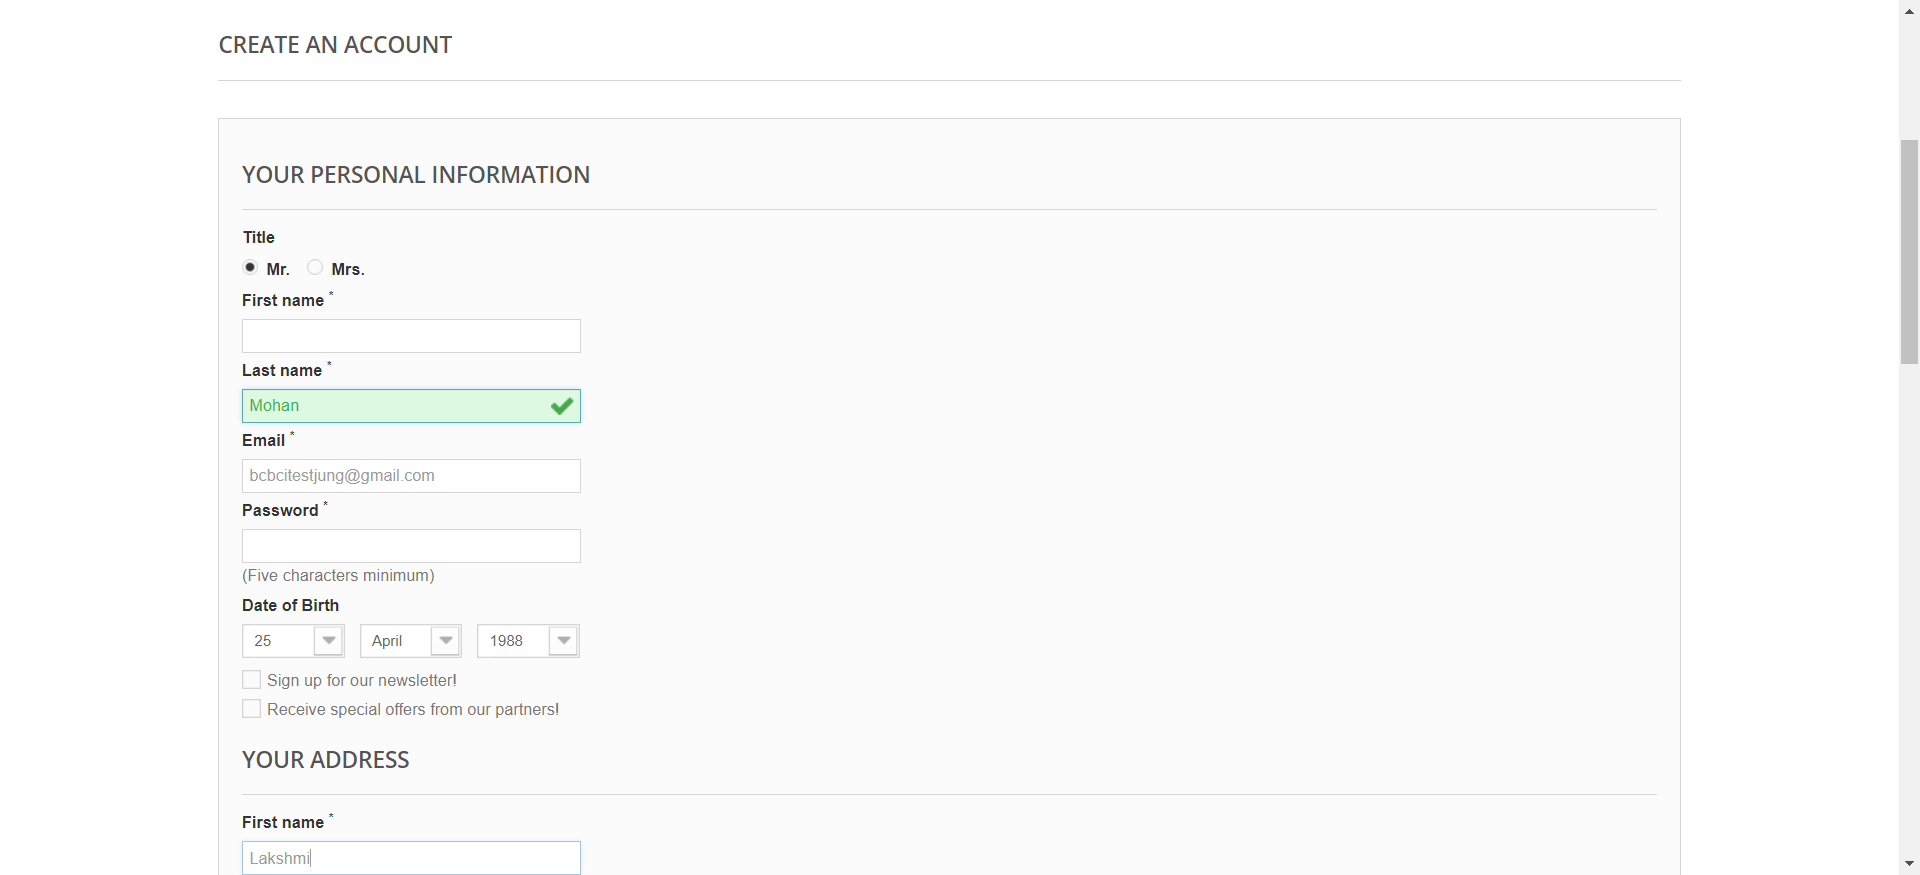 CREATE AN ACCOUNT
YOUR PERSONAL INFORMATION
Title
Mr. Mrs.
First name *
Last name *
Mohan
Email *
bcbcitestjung@gmail.com
Password *
(Five characters minimum)
Date of Birth
25 April 1988
Sign up for our newsletter!
Receive special offers from our partners!
YOUR ADDRESS
First name *
Lakshmi